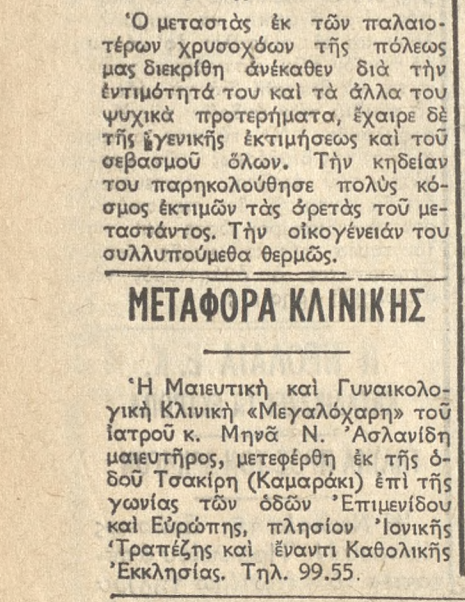 Ὁ μεταστὰς ἐκ τῶν παλαιο-
τέρων χρυσοχόων τῆς πόλεως
μας διεκρίθη ἀνέκαθεν διὰ τὴν
ἐντιμότητά του καὶ τὰ ἄλλα του
ψυχικὰ προτερήματα, ἔχαιρε δὲ
τῆς γενικῆς ἐκτιμήσεως καὶ τοῦ
σεβασμοῦ ὅλων. Τὴν κηδείαν
του παρηκολούθησε πολὺς κό-
σμος ἐκτιμῶν τὰς ἀρετὰς τοῦ με-
ταστάντος. Τὴν οἰκογένειάν του
συλλυπούμεθα θερμῶς.
ΜΕΤΑΦΟΡΑ ΚΛΙΝΙΚΗΣ
Ἡ Μαιευτικὴ καὶ Γυναικολο-
γικὴ Κλινικὴ «Μεγαλόχαρη» τοῦ
ἰατροῦ κ. Μηνᾶ Ν. Ἀσλανίδη
μαιευτῆρος, μετεφέρθη ἐκ τῆς ὁ-
δοῦ Τσακίρη (Καμαράκι) ἐπὶ τῆς
γωνίας τῶν ὁδῶν Ἐπιμενίδου
καὶ Εὐρώπης, πλησίον Ἰονικῆς
Τραπέζης καὶ ἔναντι Καθολικῆς
Ἐκκλησίας. Τηλ. 99.55.